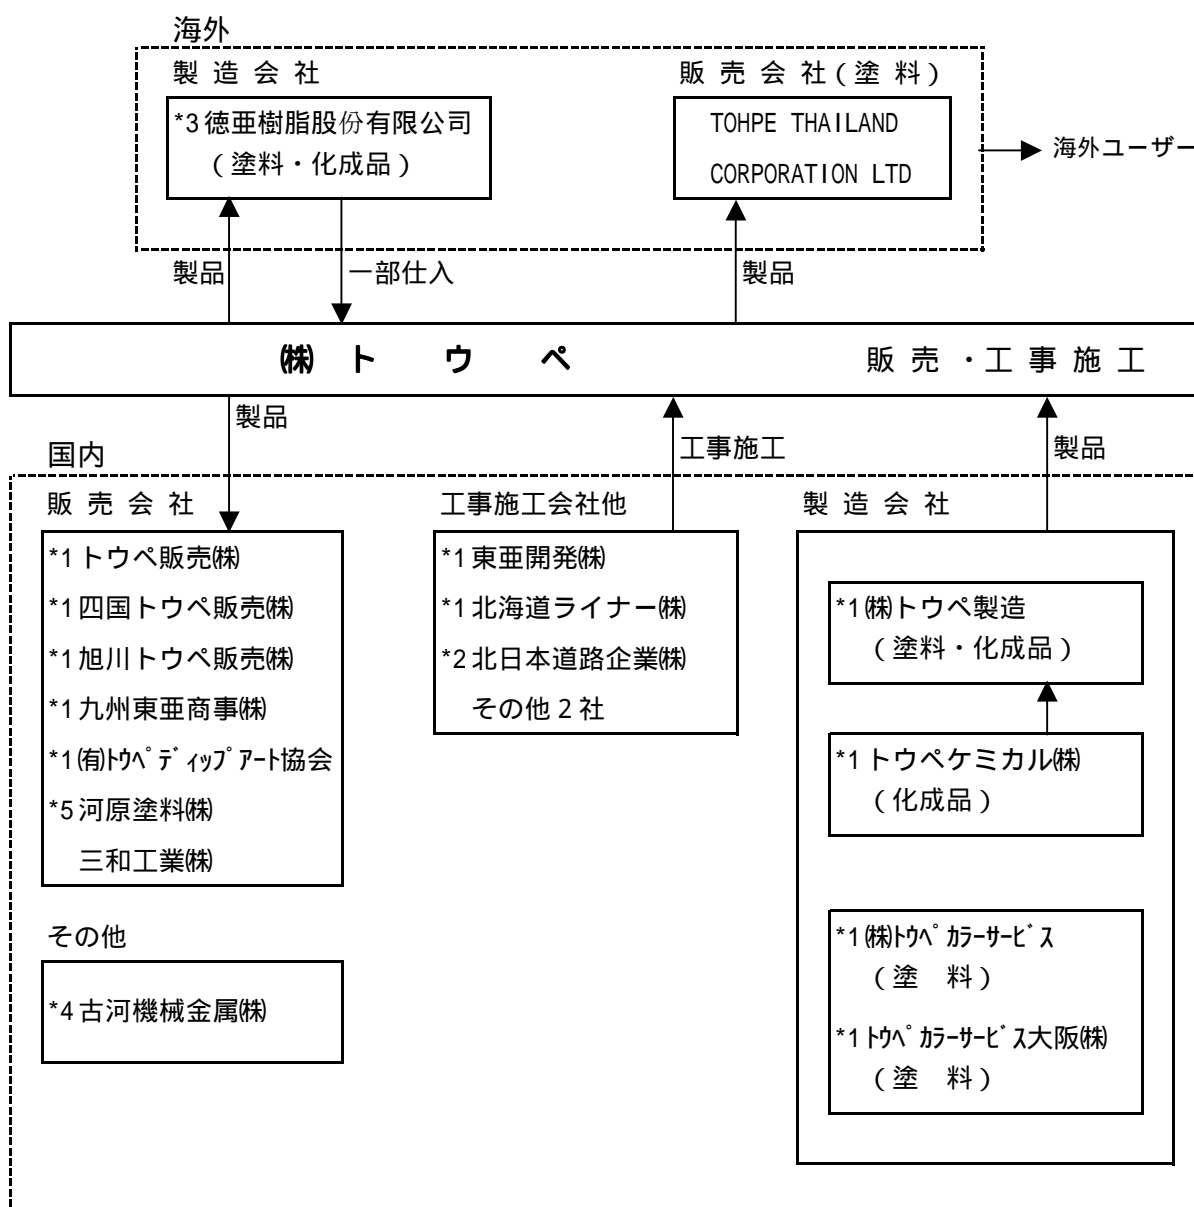 海外
製 造 会 社
販 売 会 社 ( 塗 料 )
*3 徳亜樹脂股份有限公司
( 塗料・化成品 )
TOHPE THAILAND
CORPORATION LTD
海外ユーザー
製品
一部仕入
製品
㈱ ト ウ ペ
販 売 ・ 工 事 施 工
製品
工事施工
製品
国内
販 売 会 社
*1 トウペ販売㈱
*1 四国トウペ販売㈱
*1 旭川トウペ販売㈱
*1 九州東亜商事㈱
*1 ㈲ﾄｳﾍﾟﾃﾞｨｯﾌﾟアート協会
*5 河原塗料㈱
三和工業㈱
その他
*4 古河機械金属㈱
工事施工会社他
*1 東亜開発㈱
*1 北海道ライナー㈱
*2 北日本道路企業㈱
その他 2 社
製 造 会 社
*1 ㈱トウペ製造
( 塗料・化成品 )
*1 トウペケミカル㈱
( 化成品 )
*1 ㈱ﾄｳﾍﾟｶﾗｰｻｰﾋﾞｽ
( 塗 料 )
*1 ﾄｳﾍﾟｶﾗｰｻｰﾋﾞｽ大阪㈱
( 塗 料 )